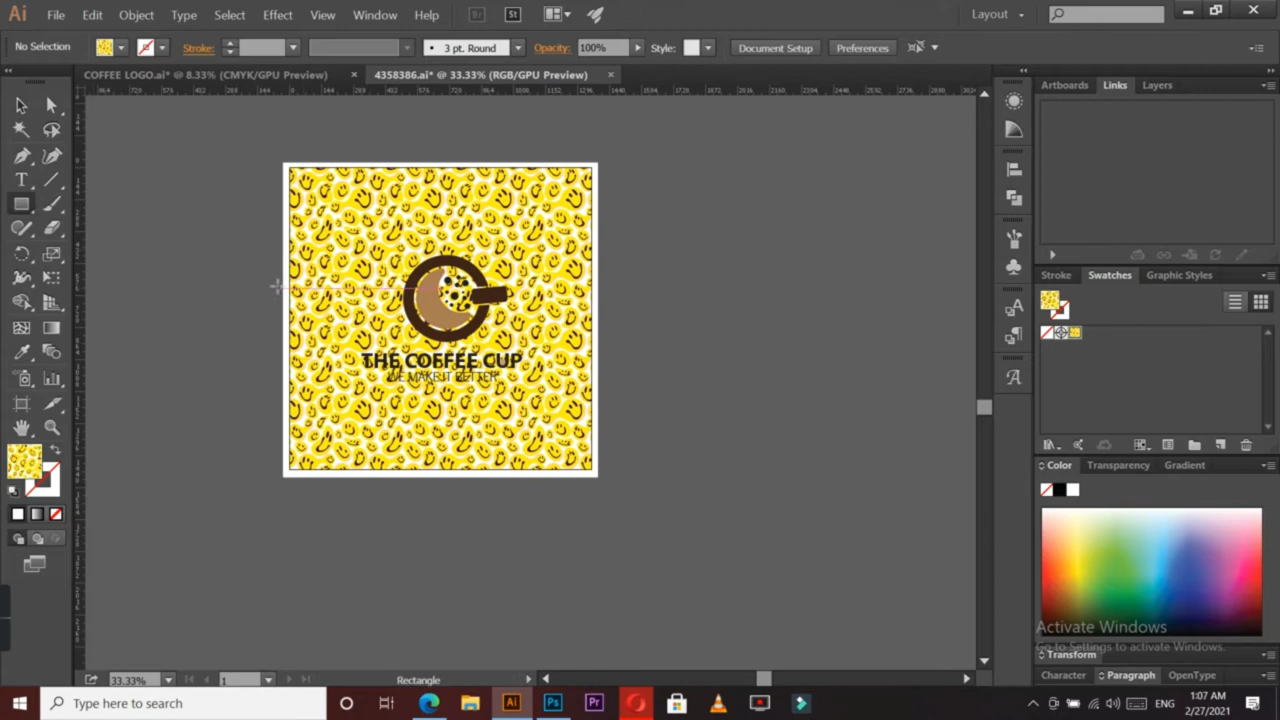 Ai File Edit Object Type Select Effect View Window Help Br St Layout
No Selection Stroke: 3 pt. Round Opacity: 100% Style: Document Setup Preferences
COFFEE LOGO.ai* @ 8.33% (CMYK/GPU Preview) × 4358386.ai* @ 33.33% (RGB/GPU Preview) ×
Artboards Links Layers
THE COFFEE CUP
WE MAKE IT BETTER
Stroke Swatches Graphic Styles
Color Transparency Gradient
Activate Windows
Go to Settings to activate Windows.
Transform
Character Paragraph OpenType
33.33% 1 Rectangle
Type here to search
Ai Ps Pr
ENG
1:07 AM
2/27/2021